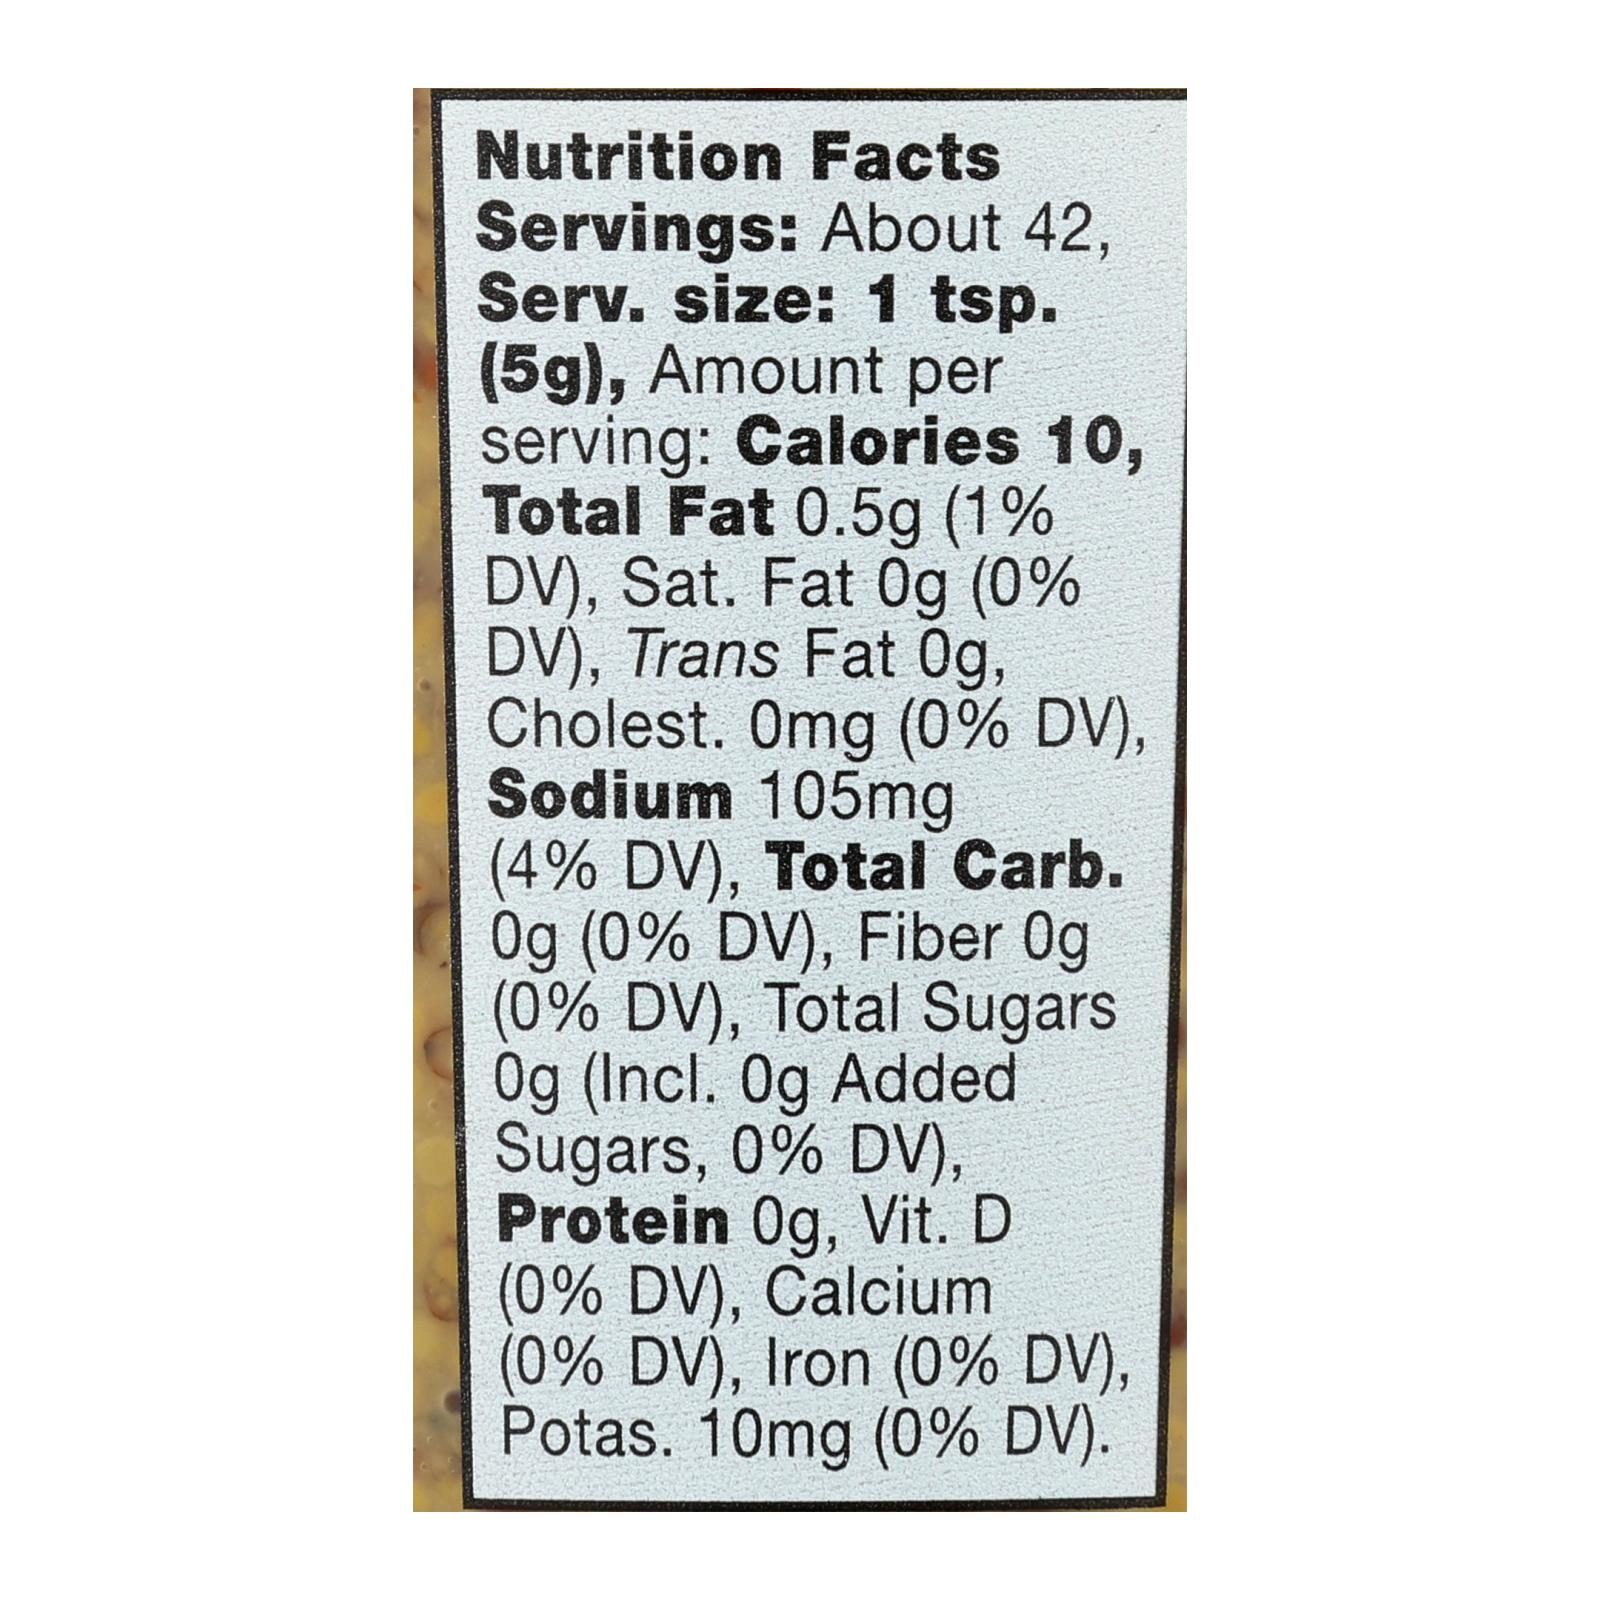 Nutrition Facts
Servings: About 42,
Serv. size: 1 tsp.
(5g), Amount per
serving: Calories 10,
Total Fat 0.5g (1%
DV), Sat. Fat 0g (0%
DV), Trans Fat 0g,
Cholest. 0mg (0% DV),
Sodium 105mg
(4% DV), Total Carb.
0g (0% DV), Fiber 0g
(0% DV), Total Sugars
0g (Incl. 0g Added
Sugars, 0% DV),
Protein 0g, Vit. D
(0% DV), Calcium
(0% DV), Iron (0% DV),
Potas. 10mg (0% DV).